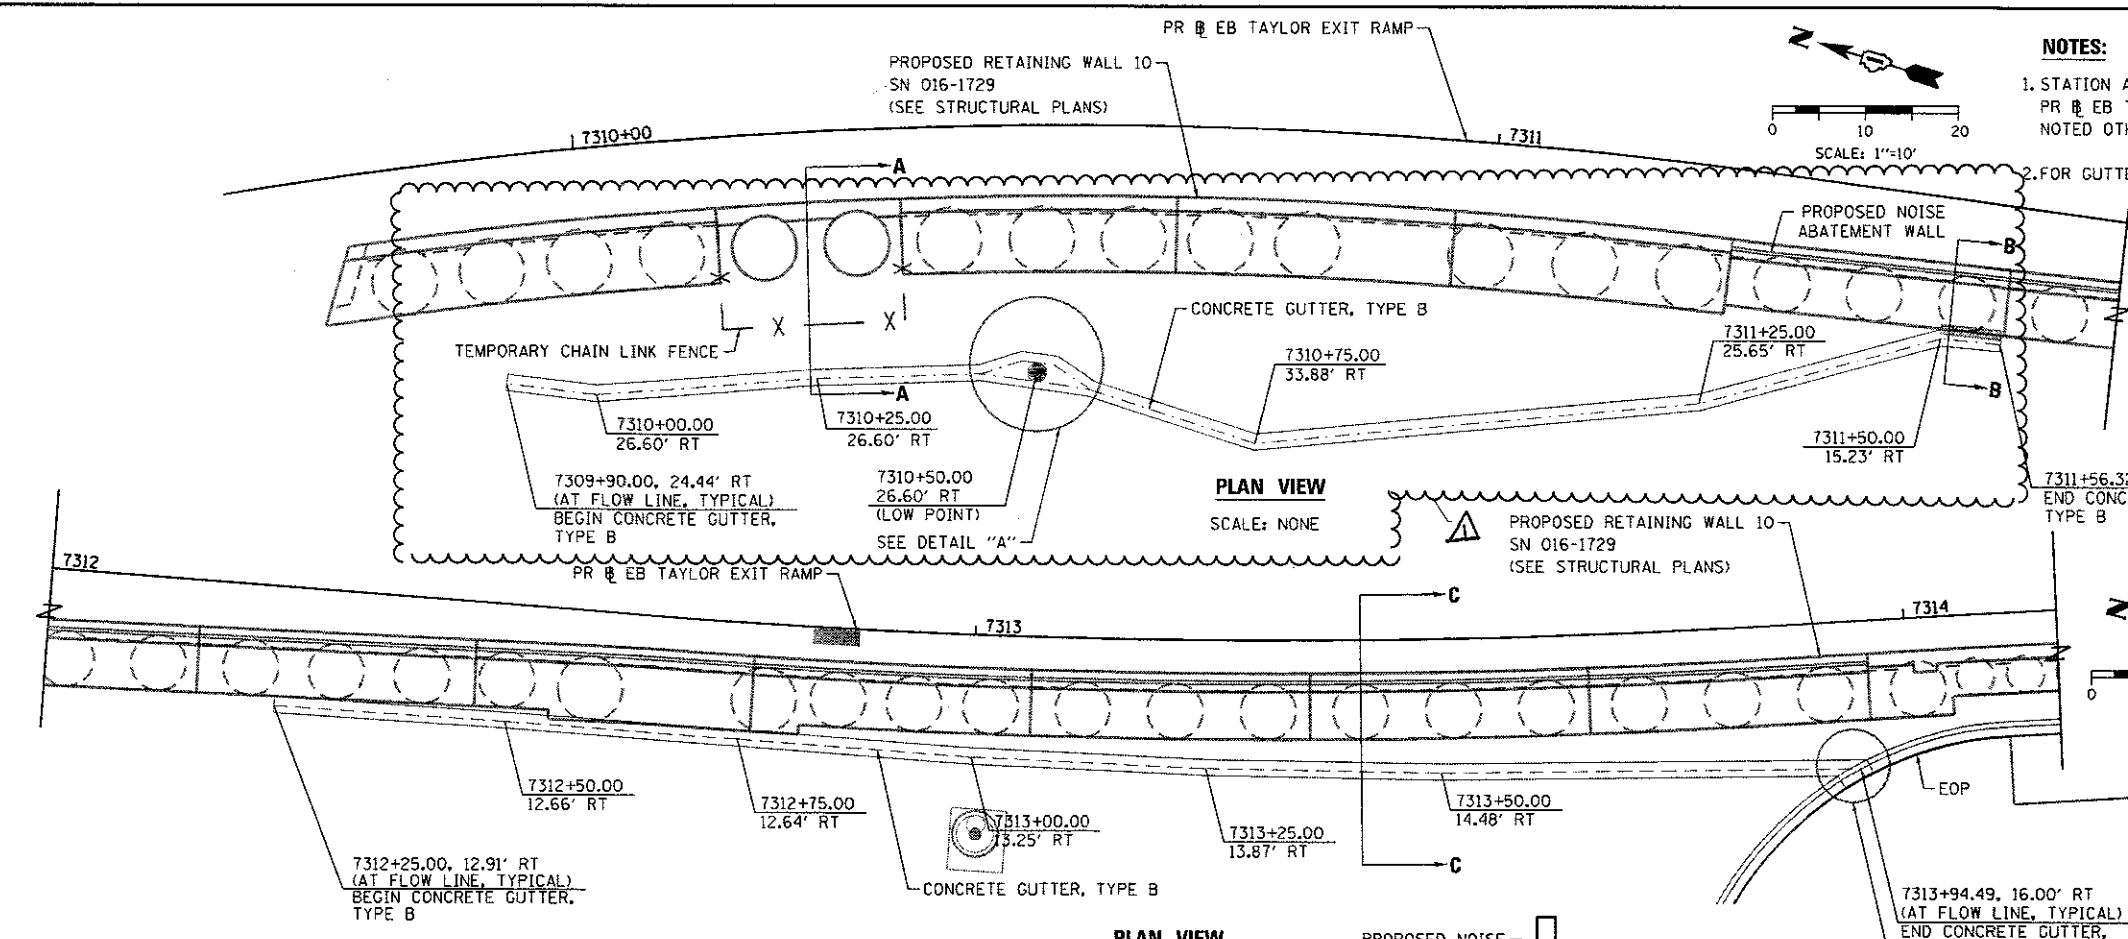 PR ℄ EB TAYLOR EXIT RAMP
PROPOSED RETAINING WALL 10
SN 016-1729
(SEE STRUCTURAL PLANS)
7310+00
7311
N
0 10 20
SCALE: 1"=10'
NOTES:
1. STATION
PR ℄ EB
NOTED
2. FOR
A
PROPOSED NOISE
ABATEMENT WALL
B
X X
TEMPORARY CHAIN LINK FENCE
CONCRETE GUTTER, TYPE B
7310+75.00
33.88' RT
7311+25.00
25.65' RT
A
B
7310+00.00
26.60' RT
7310+25.00
26.60' RT
7311+50.00
15.23' RT
7309+90.00, 24.44' RT
(AT FLOW LINE, TYPICAL)
BEGIN CONCRETE GUTTER,
TYPE B
7310+50.00
26.60' RT
(LOW POINT)
SEE DETAIL "A"
PLAN VIEW
SCALE: NONE
1
END
TYPE B
PROPOSED RETAINING WALL 10
SN 016-1729
(SEE STRUCTURAL PLANS)
7312
PR ℄ EB TAYLOR EXIT RAMP
7313
C
7314
N
0
7312+50.00
12.66' RT
7312+75.00
12.64' RT
7313+00.00
13.25' RT
7313+25.00
13.87' RT
7313+50.00
14.48' RT
EOP
C
7312+25.00, 12.91' RT
(AT FLOW LINE, TYPICAL)
BEGIN CONCRETE GUTTER,
TYPE B
CONCRETE GUTTER, TYPE B
7313+94.49, 16.00' RT
(AT FLOW LINE, TYPICAL)
END CONCRETE GUTTER,
PLAN VIEW
PROPOSED NOISE